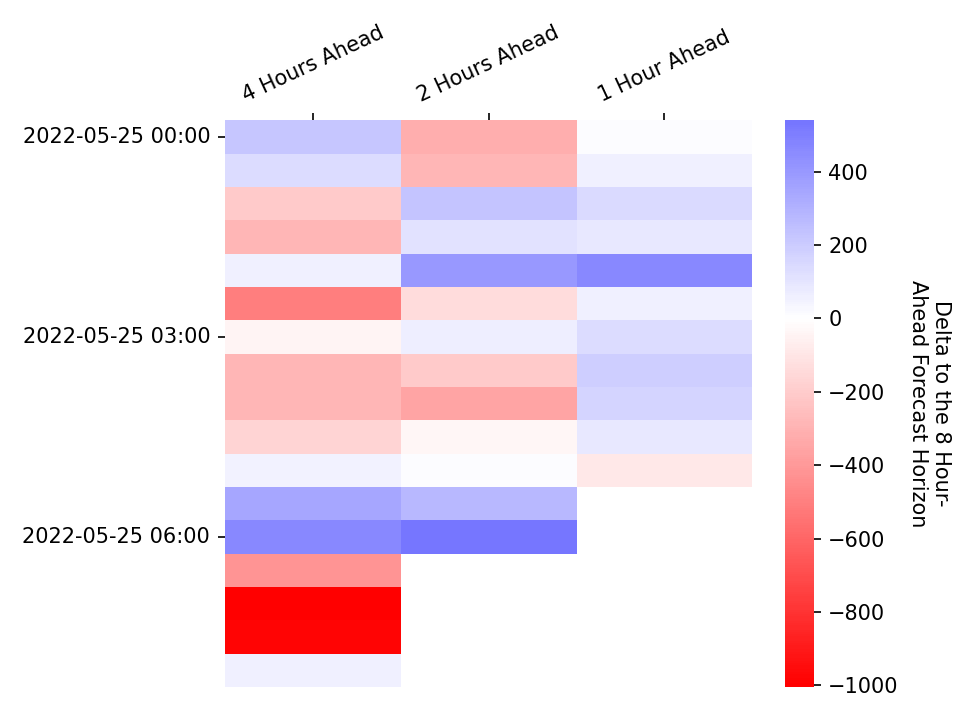 4 Hours Ahead
2 Hours Ahead
1 Hour Ahead
2022-05-25 00:00
2022-05-25 03:00
2022-05-25 06:00
400
200
0
−200
−400
−600
−800
−1000
Delta to the 8 Hour-
Ahead Forecast Horizon